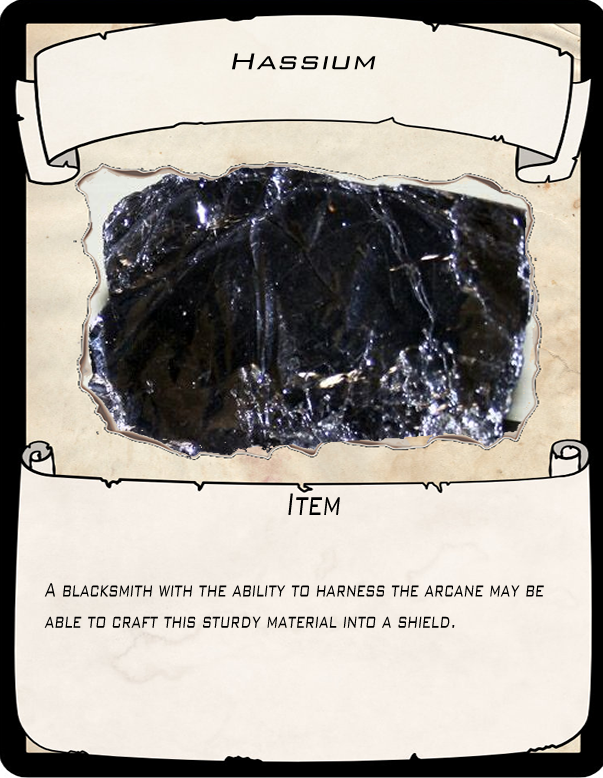 Hassium
Item
A blacksmith with the ability to harness the arcane may be
able to craft this sturdy material into a shield.